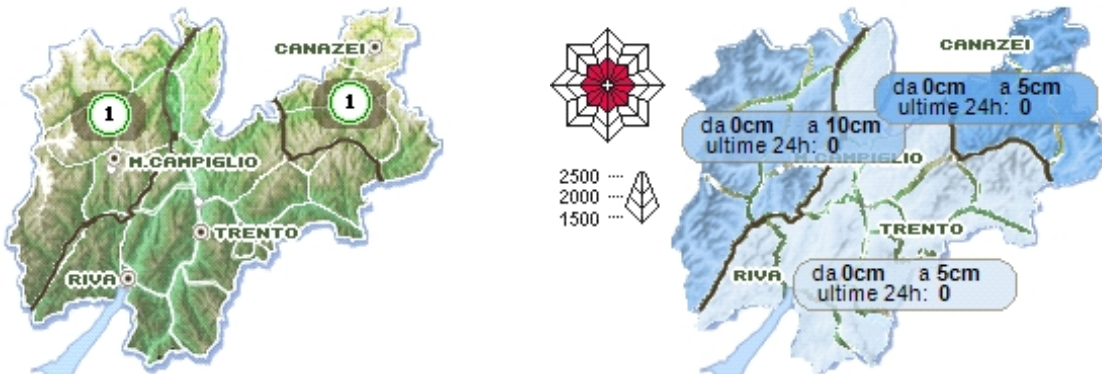 CANAZEI
1
1
M.CAMPIGLIO
TRENTO
RIVA
2500
2000
1500
CANAZEI
da 0cm a 5cm
ultime 24h: 0
da 0cm a 10cm
ultime 24h: 0
M.CAMPIGLIO
TRENTO
RIVA
da 0cm a 5cm
ultime 24h: 0